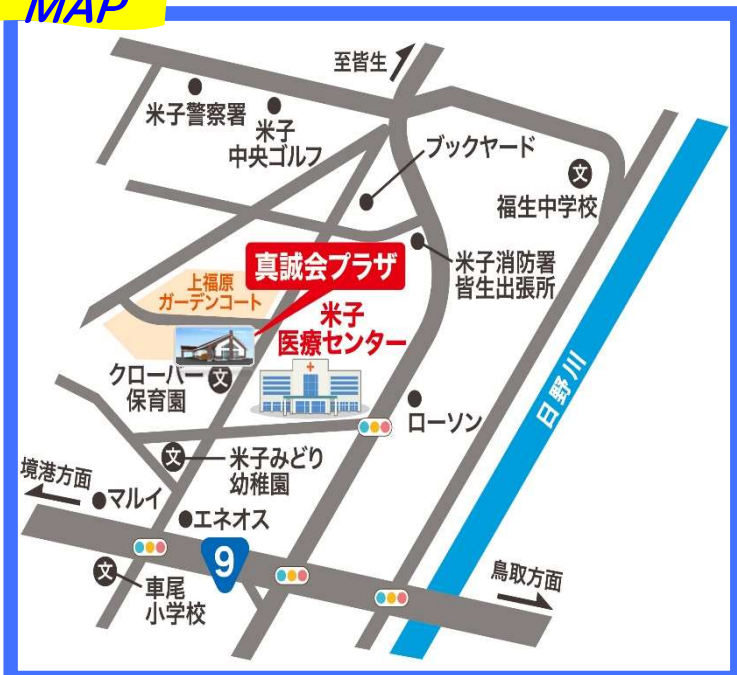 MAP
至皆生
米子警察署
米子
中央ゴルフ
ブックヤード
文
福生中学校
米子消防署
皆生出張所
真誠会プラザ
上福原
ガーデンコート
米子
医療センター
クローバー
保育園
文
ローソン
日野川
文
米子みどり
幼稚園
境港方面
マルイ
エネオス
9
文
車尾
小学校
鳥取方面